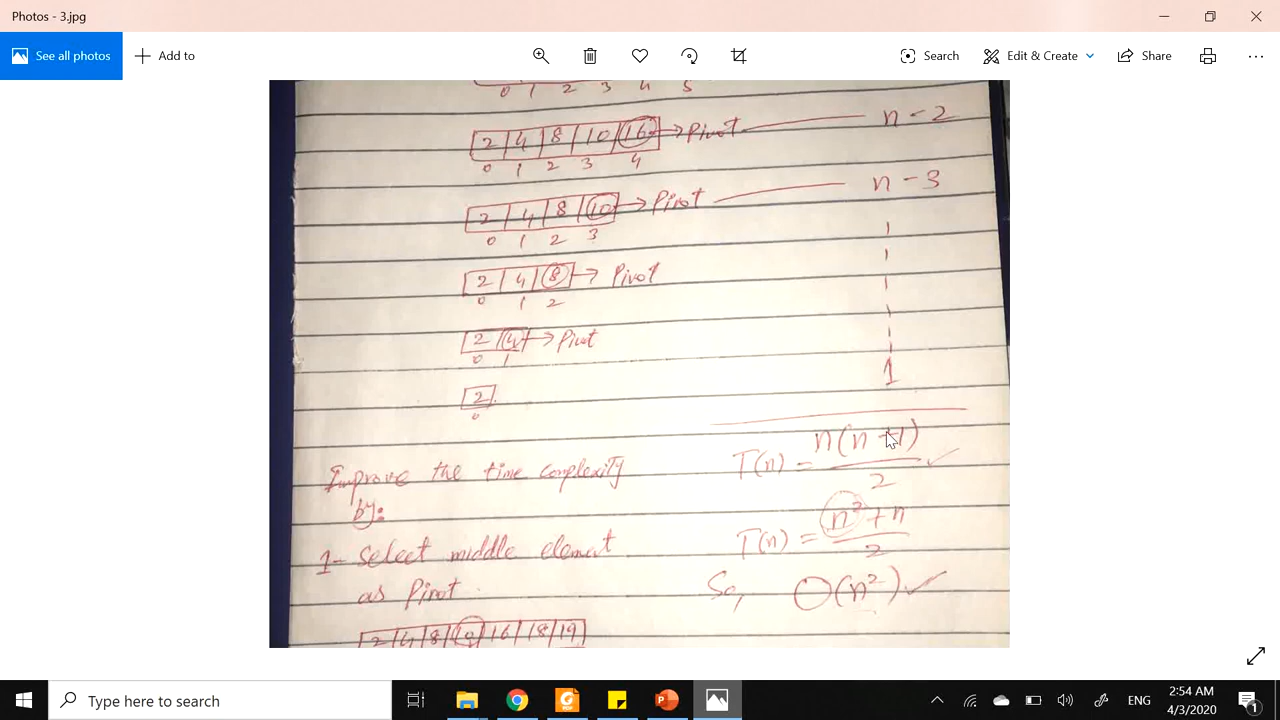 Photos - 3.jpg
See all photos
Add to
Search
Edit & Create
Share
0 1 2 3 4 5
2 4 8 10 16 → Pivot n - 2
0 1 2 3 4
2 4 8 10 → Pivot n - 3
0 1 2 3
2 4 8 → Pivot
0 1 2
2 4 → Pivot
0 1
1
2
0
T(n) = n(n+1)/2 ✓
Improve the time complexity
by:
T(n) = n²+n/2
1- Select middle element
as Pivot
So, O(n²) ✓
2 4 8 10 16 18 19
Type here to search
ENG
2:54 AM
4/3/2020
1